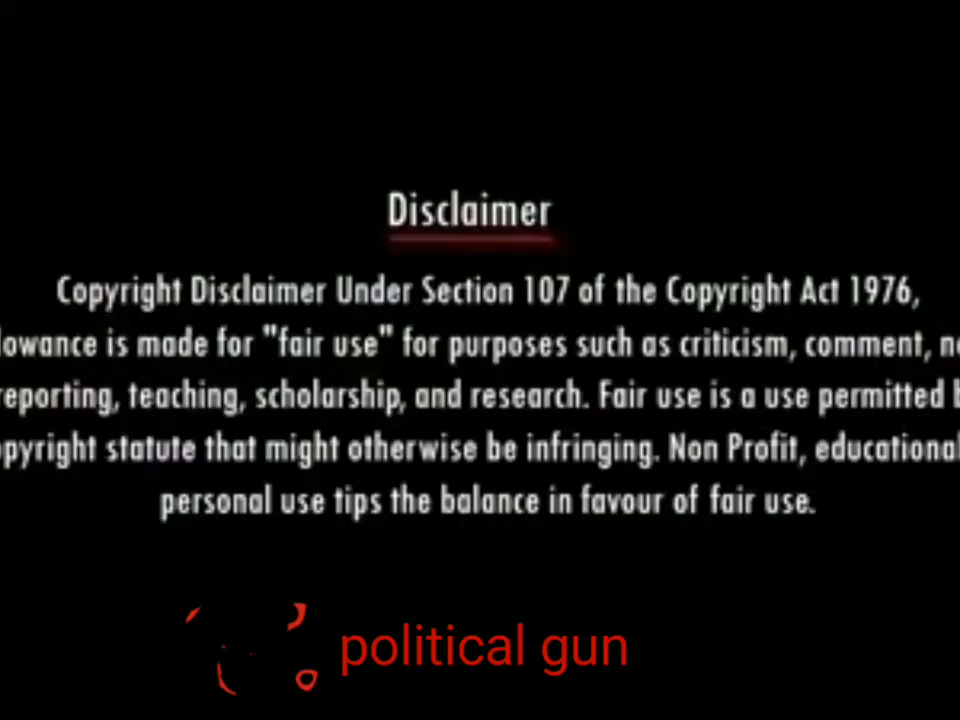 Disclaimer
Copyright Disclaimer Under Section 107 of the Copyright Act 1976,
lowance is made for "fair use" for purposes such as criticism, comment, ne
reporting, teaching, scholarship, and research. Fair use is a use permitted b
opyright statute that might otherwise be infringing. Non Profit, educational
personal use tips the balance in favour of fair use.
political gun